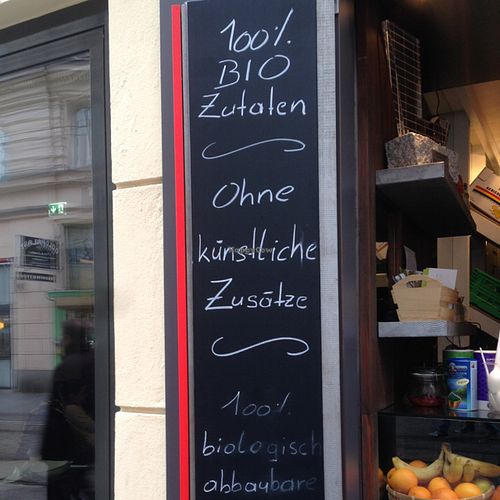 100%
BIO
Zutaten
Ohne
künstliche
Zusätze
100%
biologisch
abbaubare